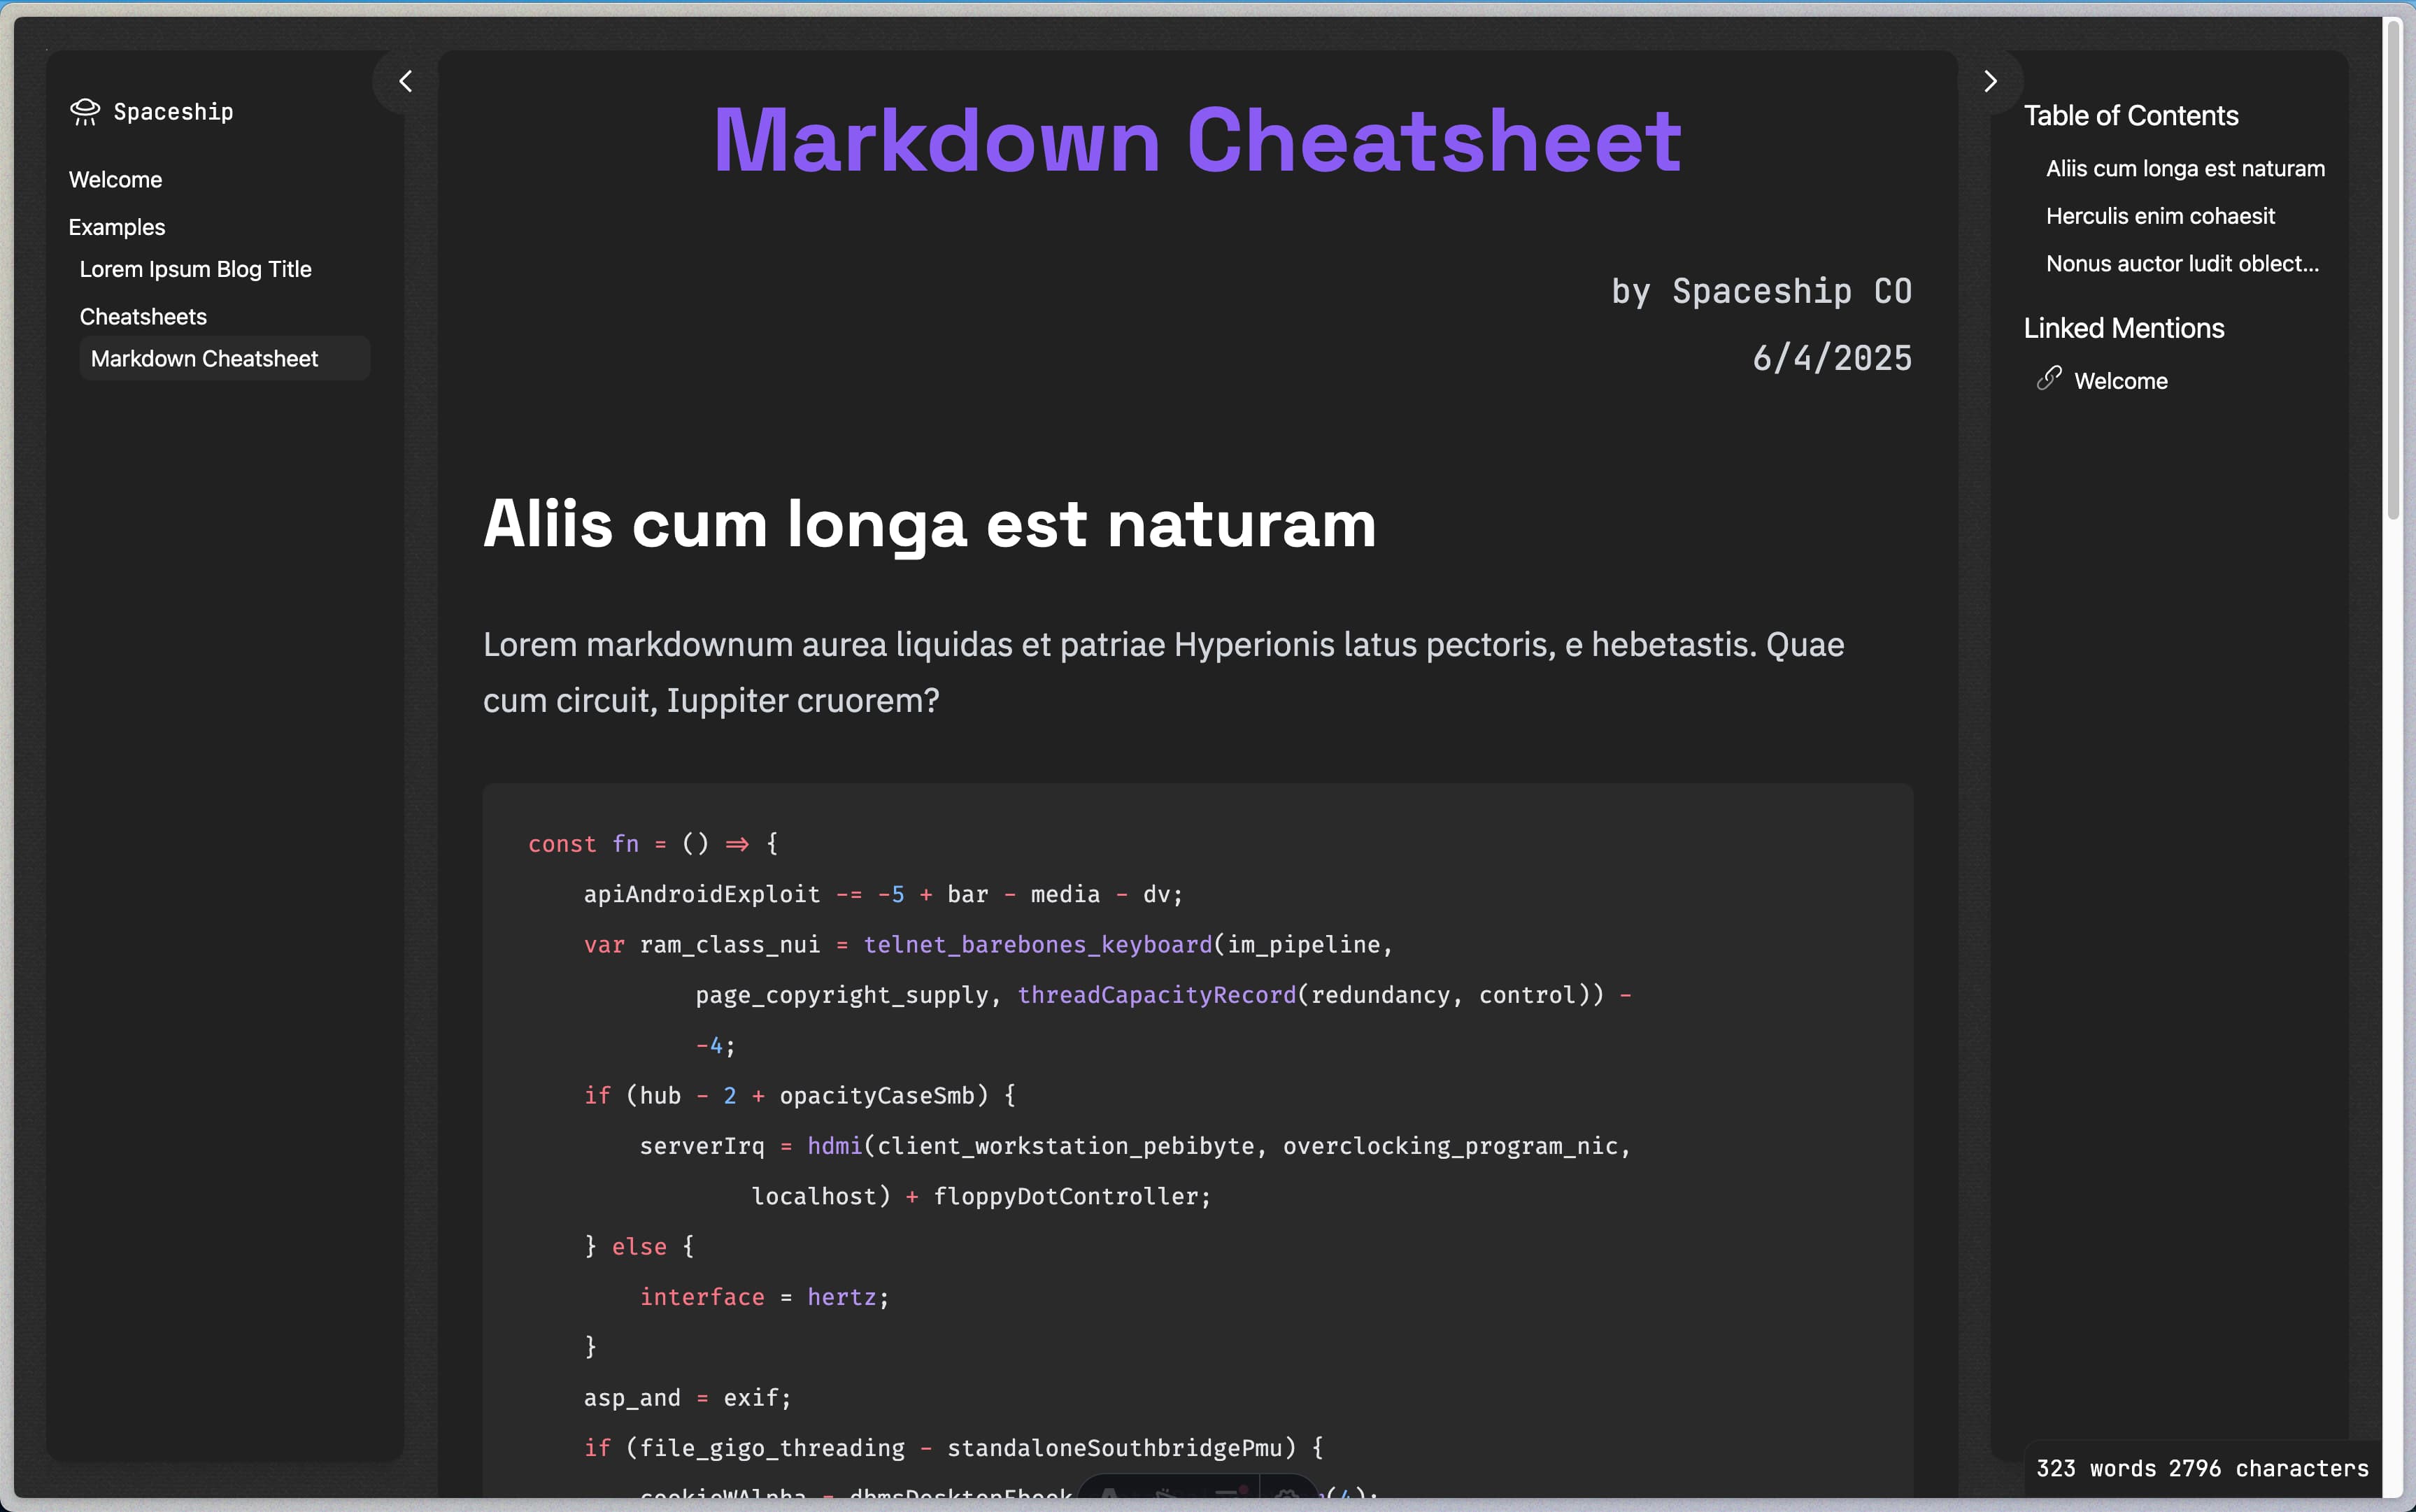 Spaceship
Welcome
Examples
Lorem Ipsum Blog Title
Cheatsheets
Markdown Cheatsheet
Markdown Cheatsheet
by Spaceship CO
6/4/2025
Aliis cum longa est naturam
Lorem markdownum aurea liquidas et patriae Hyperionis latus pectoris, e hebetastis. Quae
cum circuit, Iuppiter cruorem?
const fn = () => {
    apiAndroidExploit -= -5 + bar - media - dv;
    var ram_class_nui = telnet_barebones_keyboard(im_pipeline,
            page_copyright_supply, threadCapacityRecord(redundancy, control)) -
            -4;
    if (hub - 2 + opacityCaseSmb) {
        serverIrq = hdmi(client_workstation_pebibyte, overclocking_program_nic,
                localhost) + floppyDotController;
    } else {
        interface = hertz;
    }
    asp_and = exif;
    if (file_gigo_threading - standaloneSouthbridgePmu) {
        cookieWAlpha = dbmsDesktopEbook (4);
Table of Contents
Aliis cum longa est naturam
Herculis enim cohaesit
Nonus auctor ludit oblect...
Linked Mentions
Welcome
323 words 2796 characters